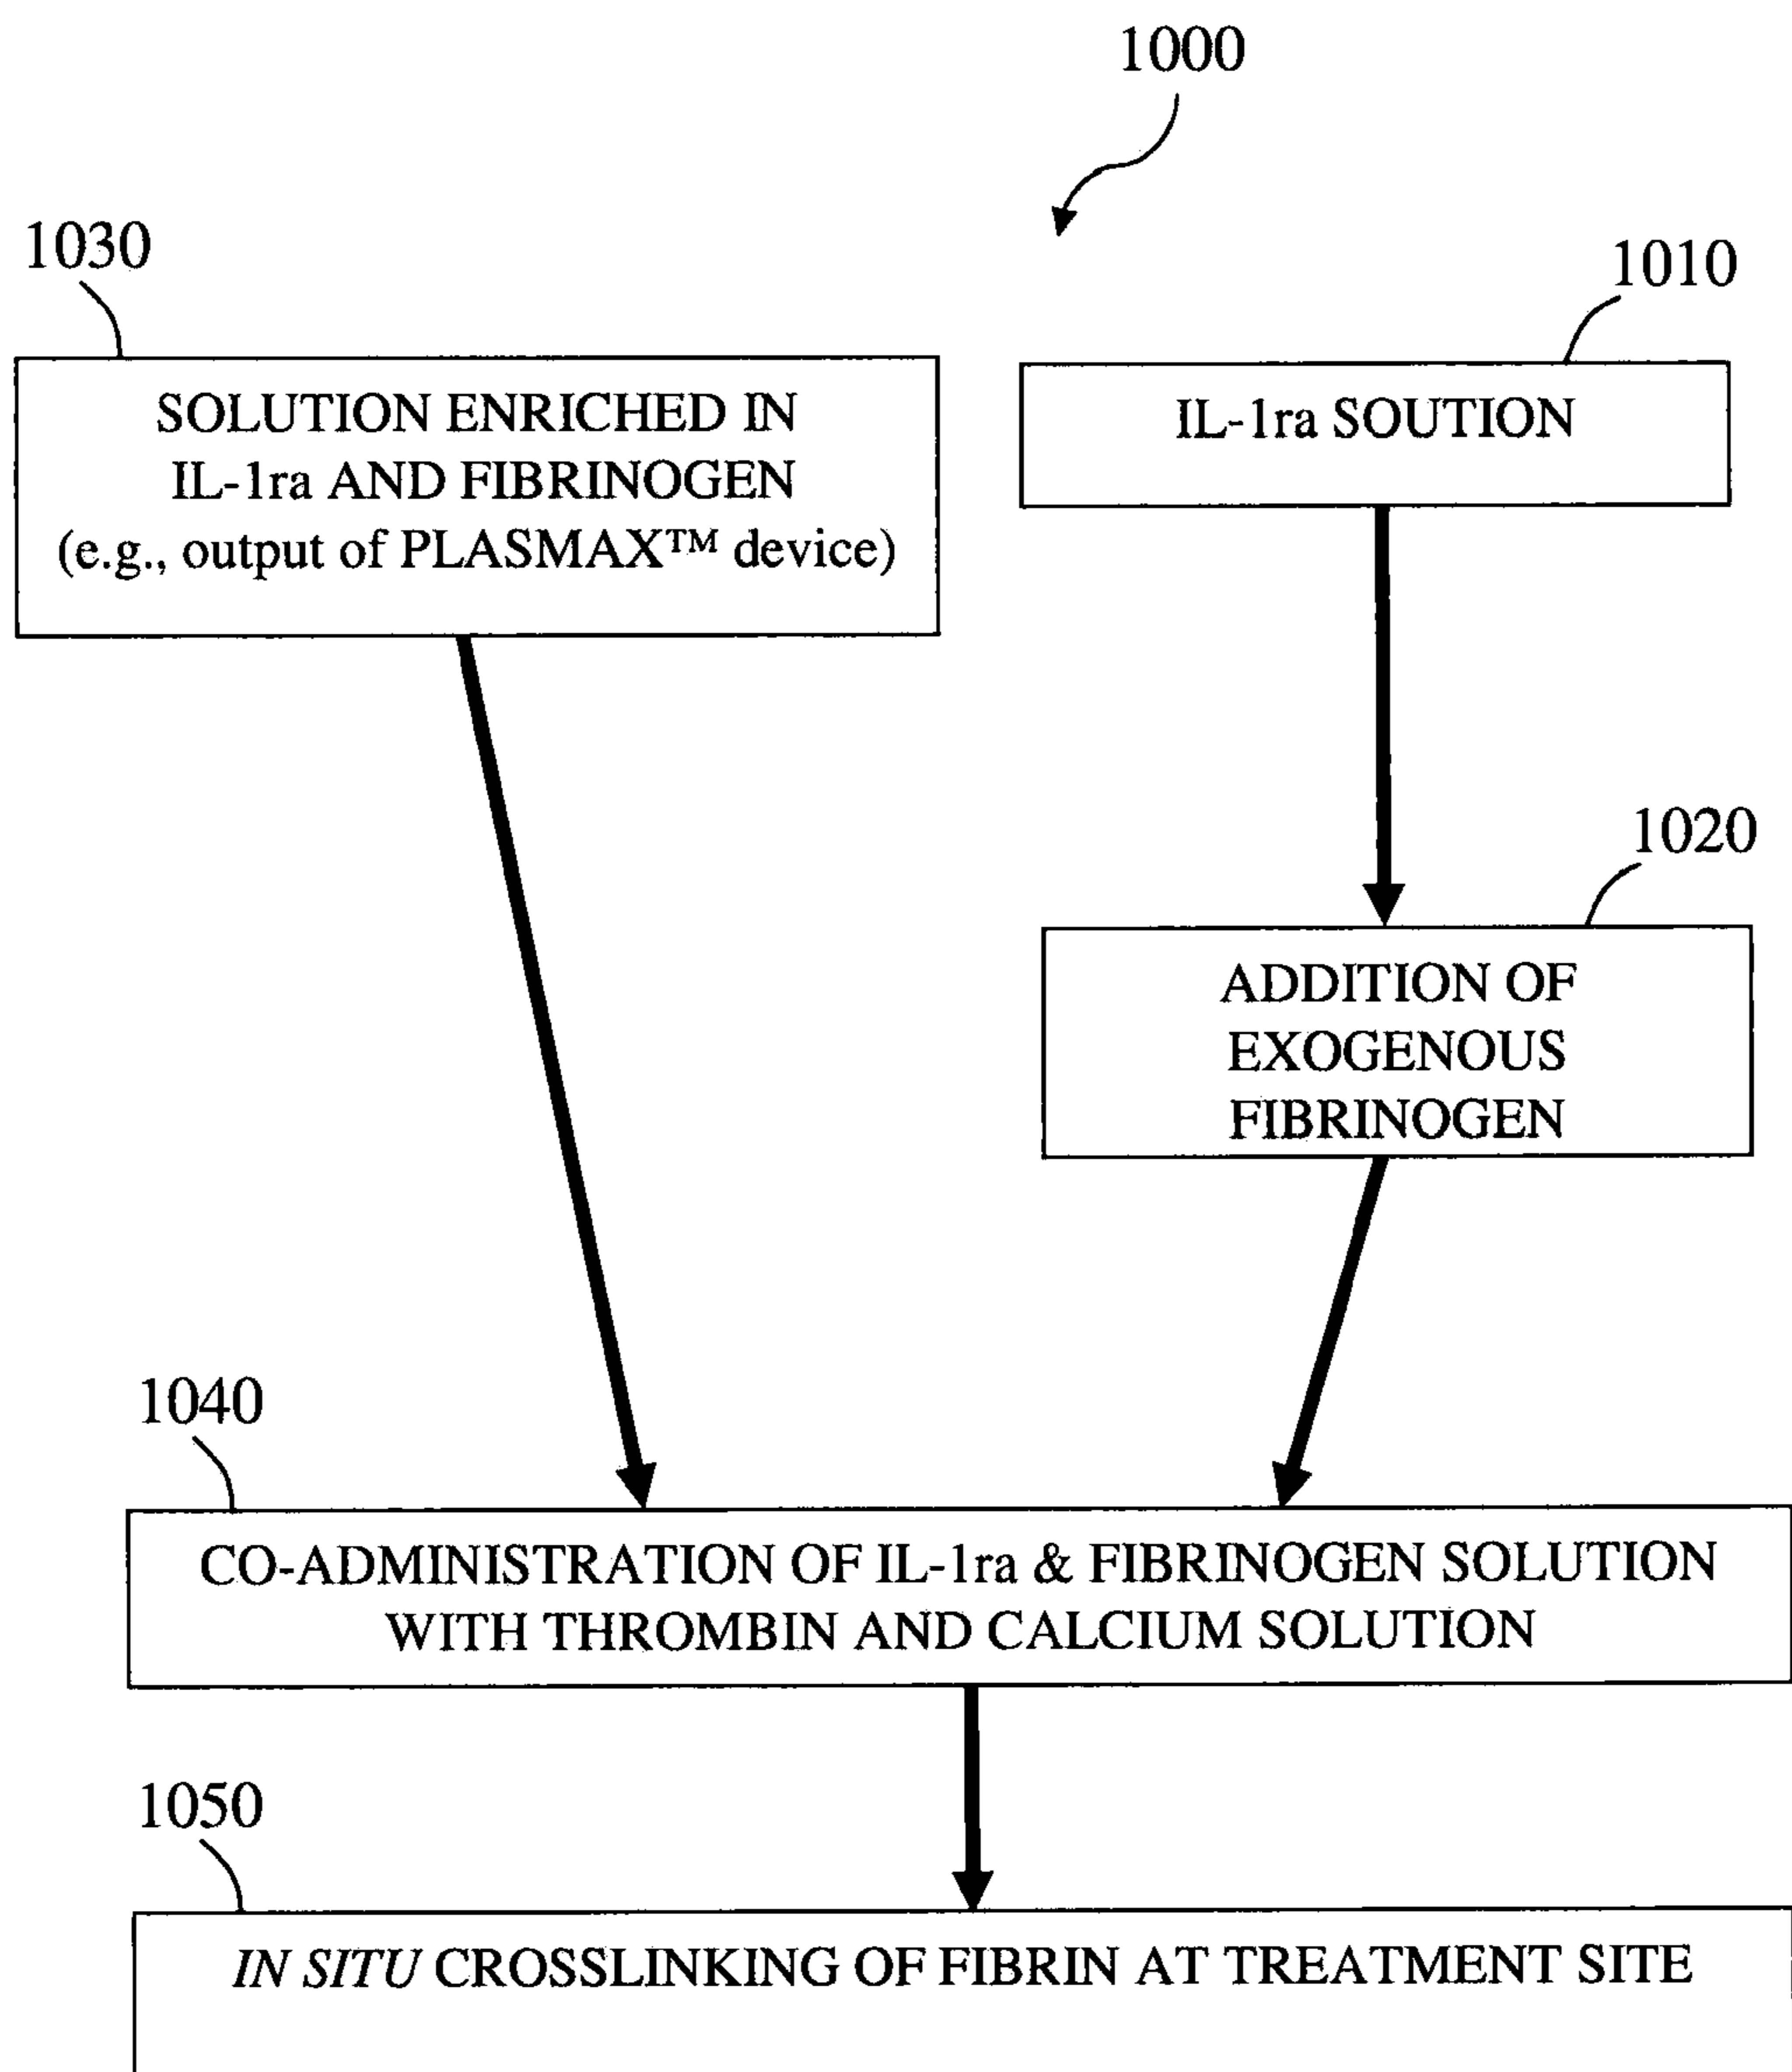 1000
1030
1010
SOLUTION ENRICHED IN
IL-1ra AND FIBRINOGEN
(e.g., output of PLASMAX™ device)
IL-1ra SOUTION
1020
ADDITION OF
EXOGENOUS
FIBRINOGEN
1040
CO-ADMINISTRATION OF IL-1ra & FIBRINOGEN SOLUTION
WITH THROMBIN AND CALCIUM SOLUTION
1050
IN SITU CROSSLINKING OF FIBRIN AT TREATMENT SITE